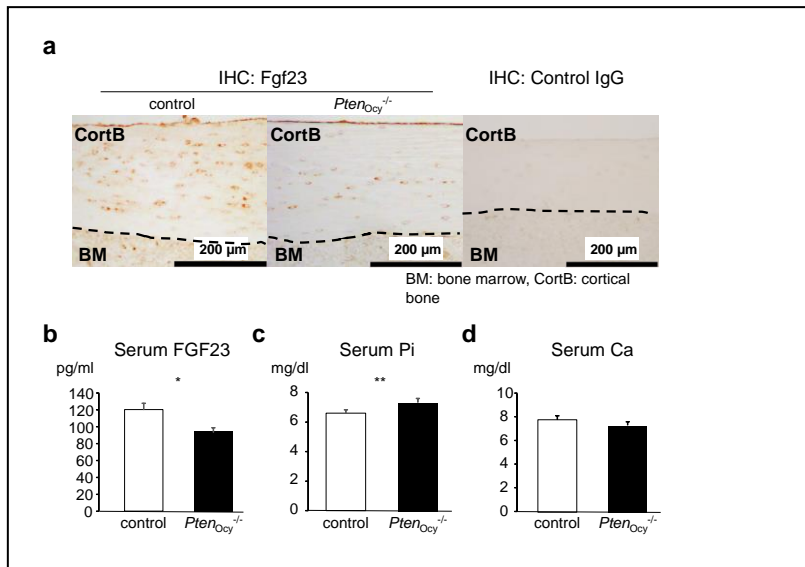 a
IHC: Fgf23
IHC: Control IgG
control
PtenOcy-/-
CortB
CortB
CortB
BM
200 µm
BM
200 µm
BM
200 µm
BM: bone marrow, CortB: cortical
bone
b
Serum FGF23
pg/ml
*
140
120
100
80
60
40
20
0
control
PtenOcy-/-
c
Serum Pi
mg/dl
**
8
6
4
2
0
control
PtenOcy-/-
d
Serum Ca
mg/dl
10
8
6
4
2
0
control
PtenOcy-/-